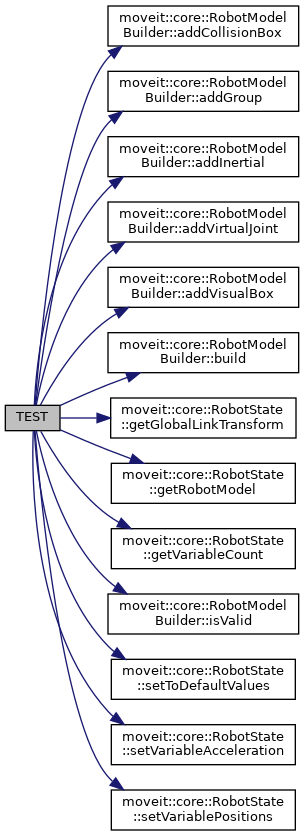 moveit::core::RobotModel
Builder::addCollisionBox
moveit::core::RobotModel
Builder::addGroup
moveit::core::RobotModel
Builder::addInertial
moveit::core::RobotModel
Builder::addVirtualJoint
moveit::core::RobotModel
Builder::addVisualBox
moveit::core::RobotModel
Builder::build
TEST
moveit::core::RobotState
::getGlobalLinkTransform
moveit::core::RobotState
::getRobotModel
moveit::core::RobotState
::getVariableCount
moveit::core::RobotModel
Builder::isValid
moveit::core::RobotState
::setToDefaultValues
moveit::core::RobotState
::setVariableAcceleration
moveit::core::RobotState
::setVariablePositions